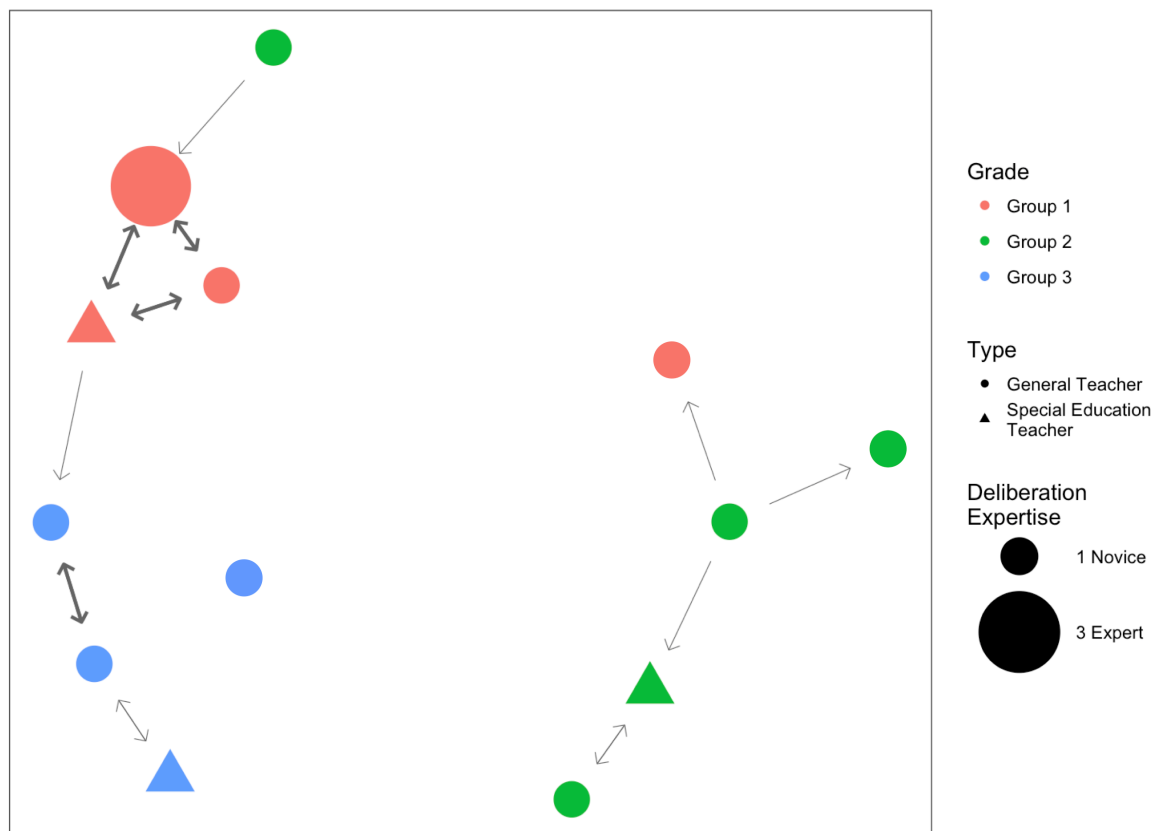 Grade
Group 1
Group 2
Group 3
Type
General Teacher
Special Education
Teacher
Deliberation
Expertise
1 Novice
3 Expert